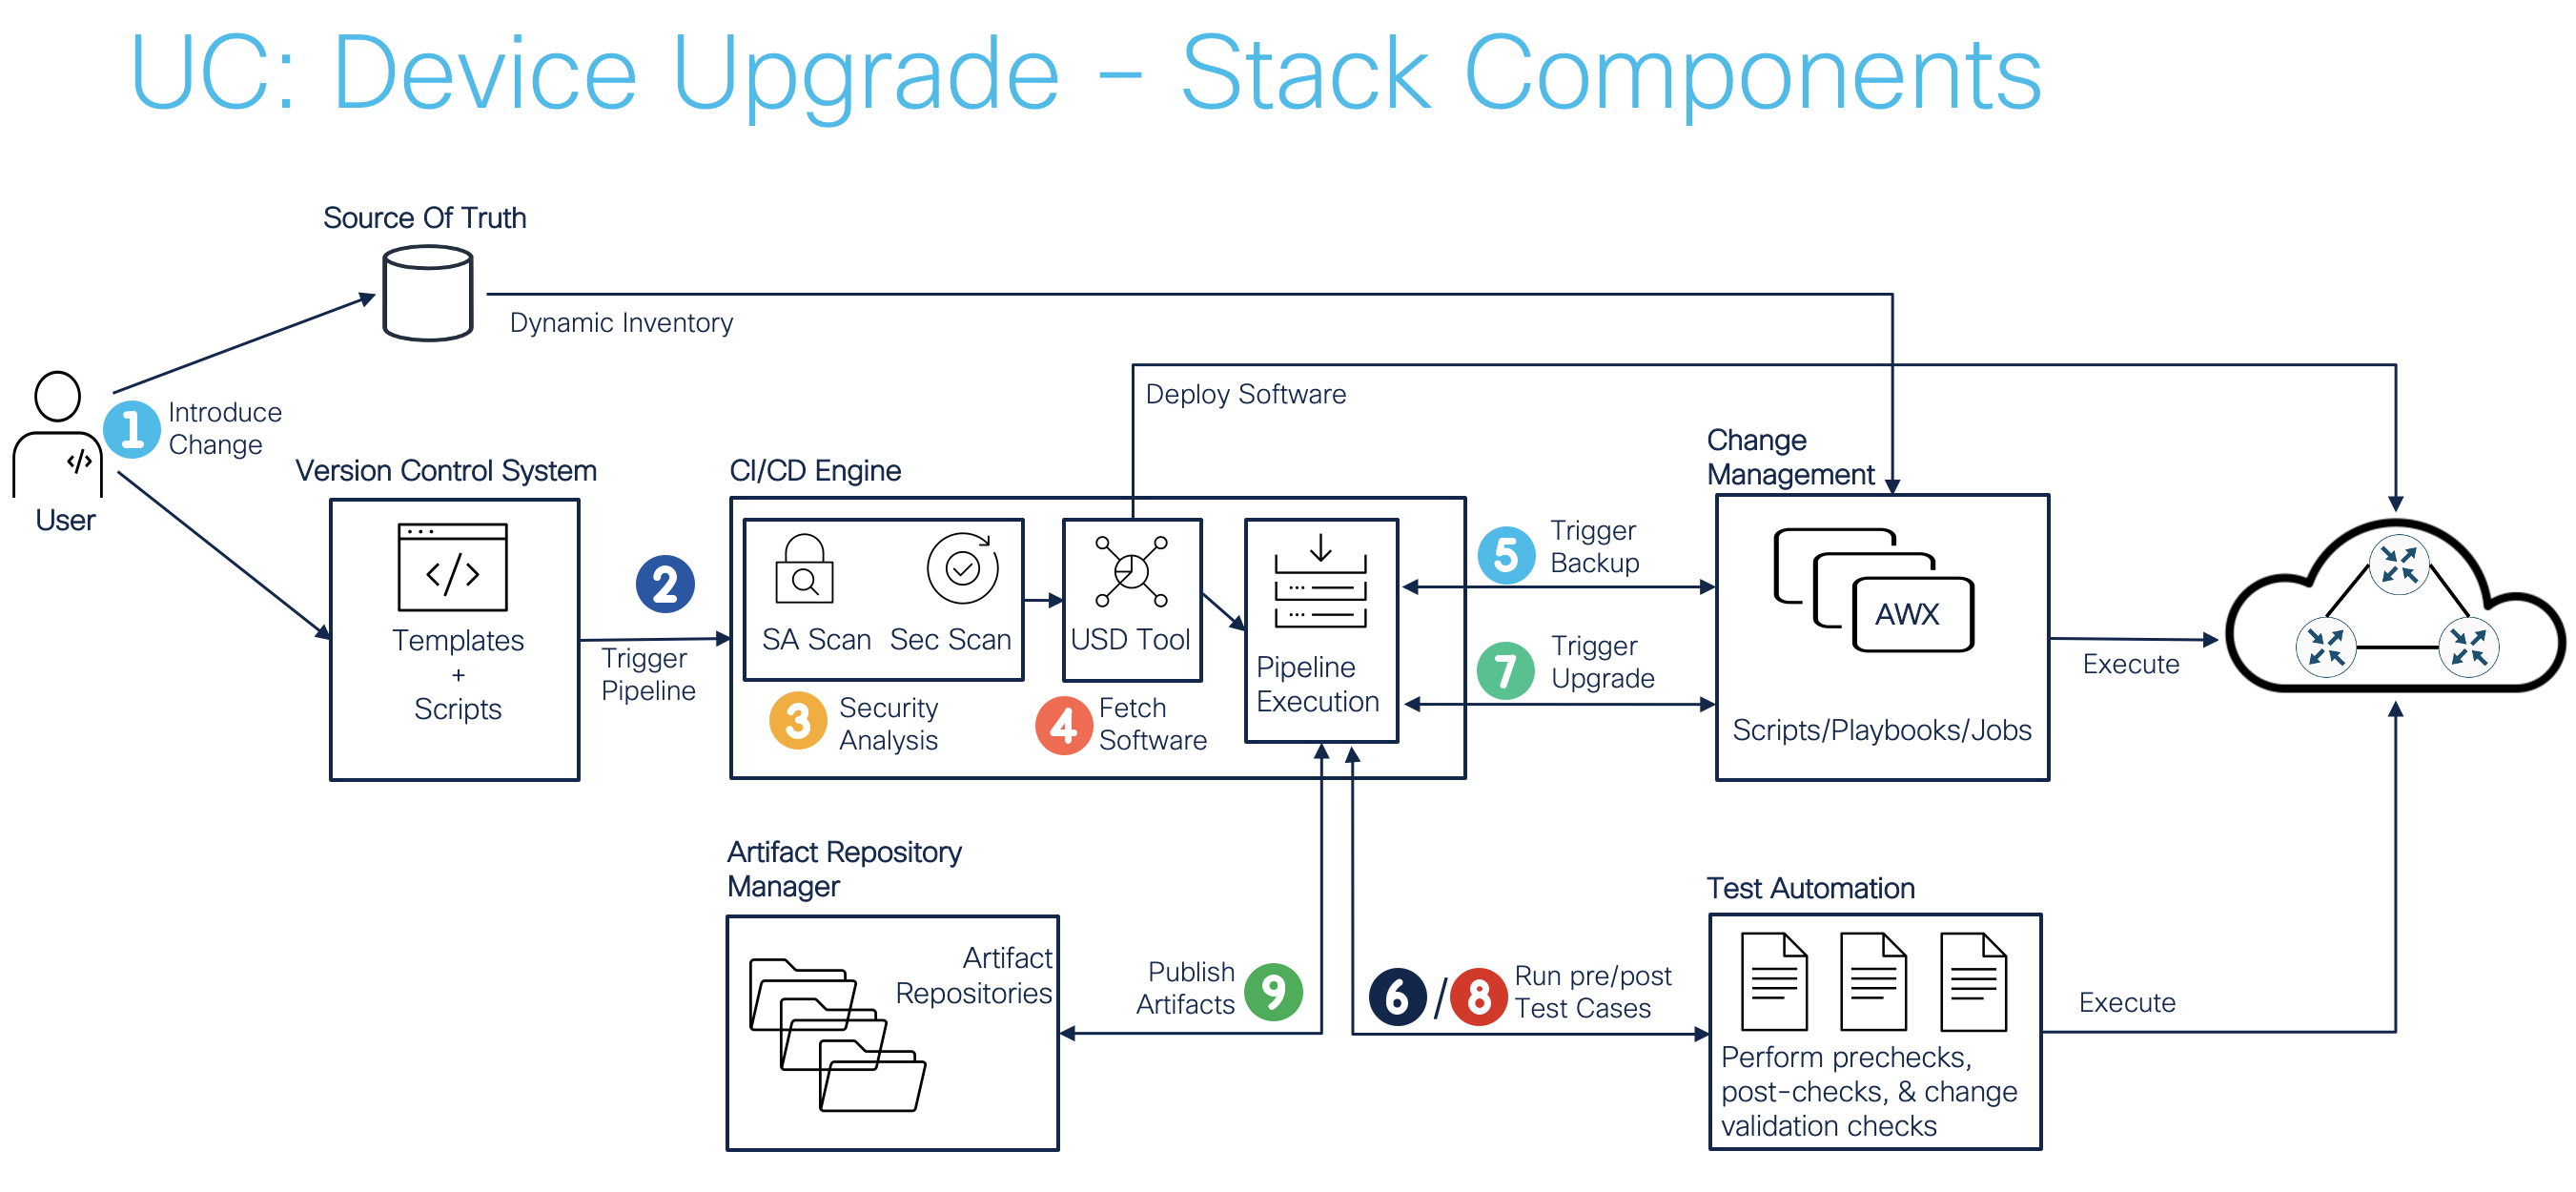 UC: Device Upgrade – Stack Components
Source Of Truth
Dynamic Inventory
Deploy Software
1
Introduce
Change
User
</>
Version Control System
</>
Templates
+
Scripts
2
Trigger
Pipeline
CI/CD Engine
SA Scan
Sec Scan
USD Tool
Pipeline
Execution
3
Security
Analysis
4
Fetch
Software
5
Trigger
Backup
7
Trigger
Upgrade
Change
Management
AWX
Scripts/Playbooks/Jobs
Execute
Artifact Repository
Manager
Artifact
Repositories
Publish
Artifacts
9
6/8
Run pre/post
Test Cases
Test Automation
Perform prechecks,
post-checks, & change
validation checks
Execute